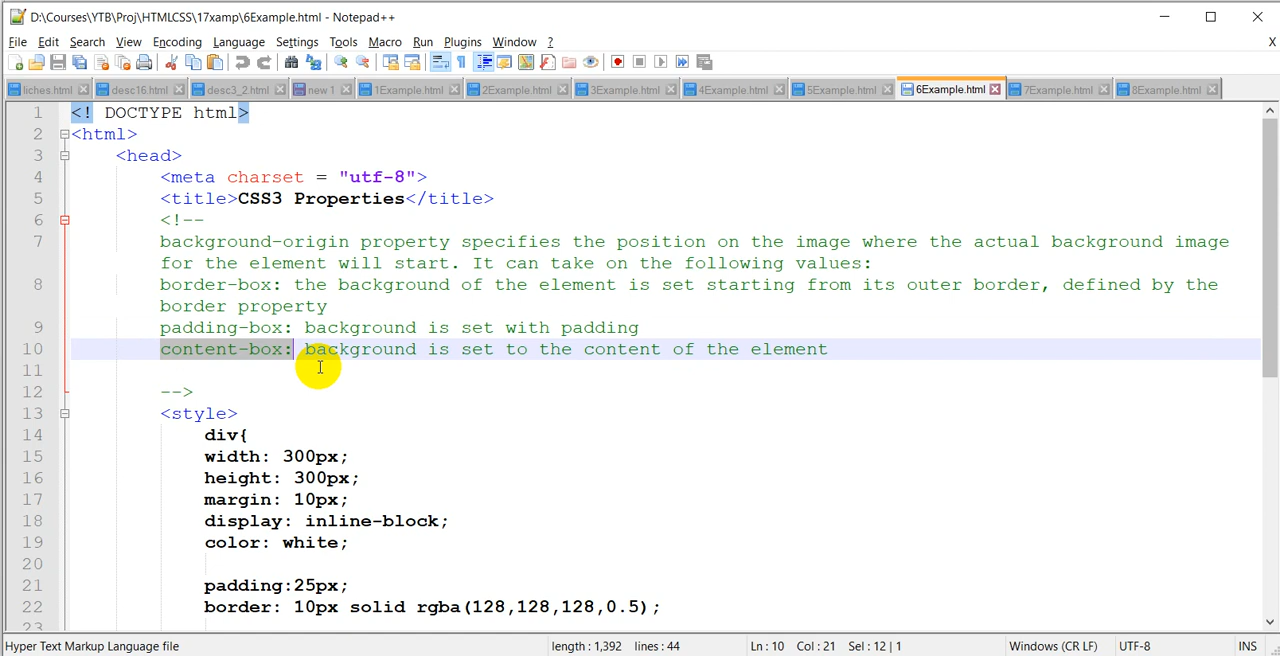 D:\Courses\YTB\Proj\HTMLCSS\17xamp\6Example.html - Notepad++
File Edit Search View Encoding Language Settings Tools Macro Run Plugins Window ? X
liches.html desc16.html desc3_2.html new 1 1Example.html 2Example.html 3Example.html 4Example.html 5Example.html 6Example.html 7Example.html 8Example.html
1 <! DOCTYPE html>
2 <html>
3 <head>
4 <meta charset = "utf-8">
5 <title>CSS3 Properties</title>
6 <!--
7 background-origin property specifies the position on the image where the actual background image
for the element will start. It can take on the following values:
8 border-box: the background of the element is set starting from its outer border, defined by the
border property
9 padding-box: background is set with padding
10 content-box: background is set to the content of the element
11
12 -->
13 <style>
14 div{
15 width: 300px;
16 height: 300px;
17 margin: 10px;
18 display: inline-block;
19 color: white;
20
21 padding:25px;
22 border: 10px solid rgba(128,128,128,0.5);
23
Hyper Text Markup Language file length : 1,392 lines : 44 Ln : 10 Col : 21 Sel : 12 | 1 Windows (CR LF) UTF-8 INS